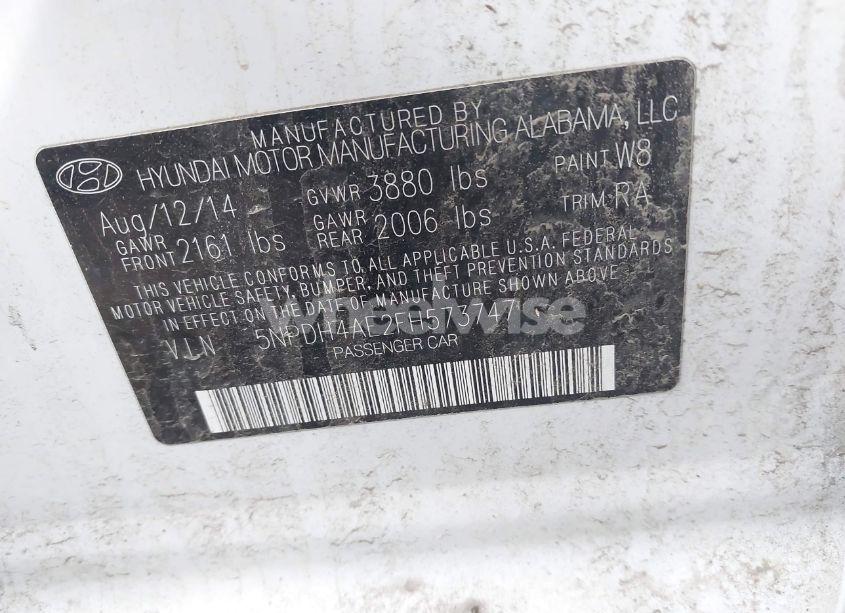 MANUFACTURED BY
HYUNDAI MOTOR MANUFACTURING ALABAMA, LLC
Aug/12/14 GVWR 3880 lbs PAINT W8
GAWR FRONT 2161 lbs GAWR REAR 2006 lbs TRIM RA
THIS VEHICLE CONFORMS TO ALL APPLICABLE U.S.A. FEDERAL
MOTOR VEHICLE SAFETY, BUMPER, AND THEFT PREVENTION STANDARDS
IN EFFECT ON THE DATE OF MANUFACTURE SHOWN ABOVE
V.I.N
PASSENGER CAR
Wheelwise